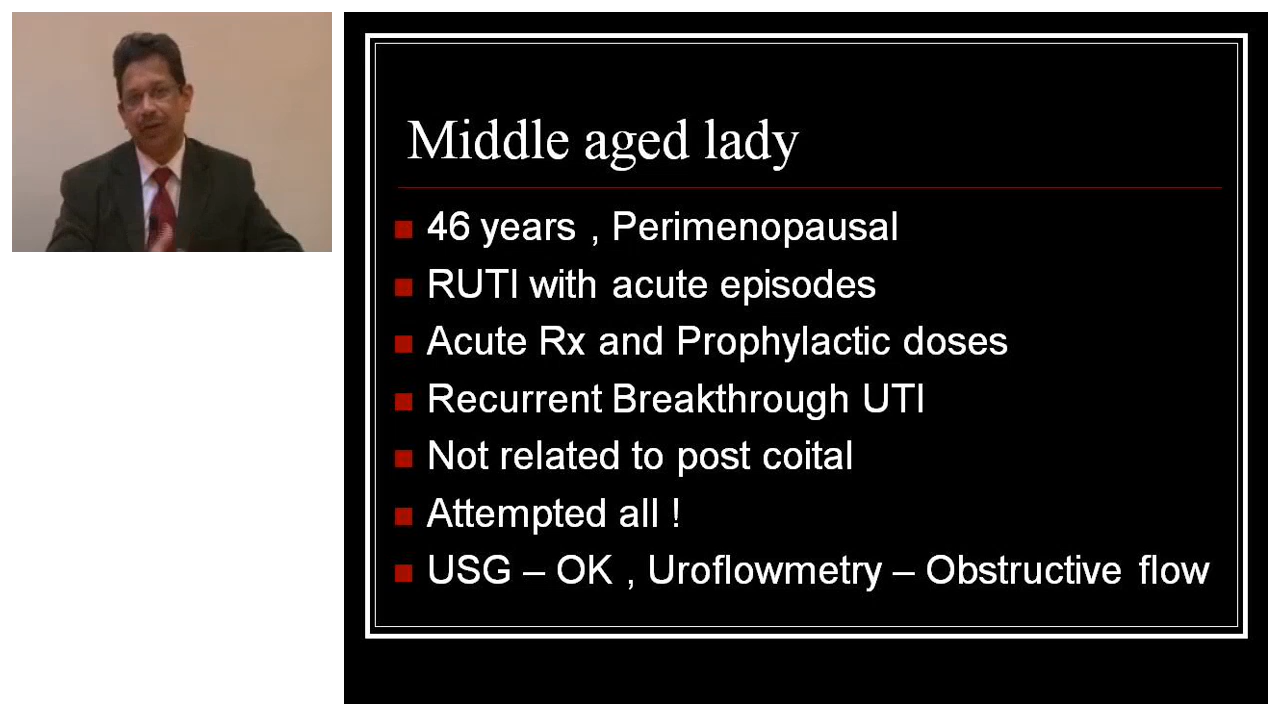 Middle aged lady
46 years , Perimenopausal
RUTI with acute episodes
Acute Rx and Prophylactic doses
Recurrent Breakthrough UTI
Not related to post coital
Attempted all !
USG – OK , Uroflowmetry – Obstructive flow